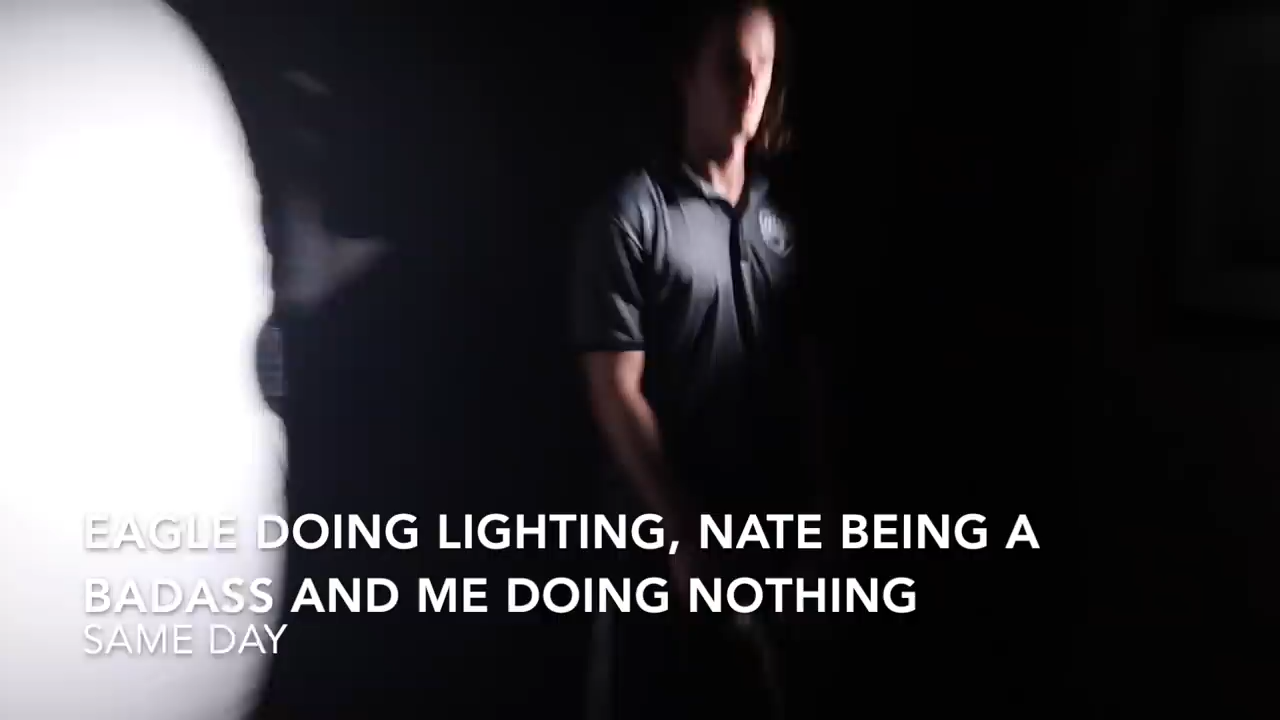 EAGLE DOING LIGHTING, NATE BEING A
BADASS AND ME DOING NOTHING
SAME DAY